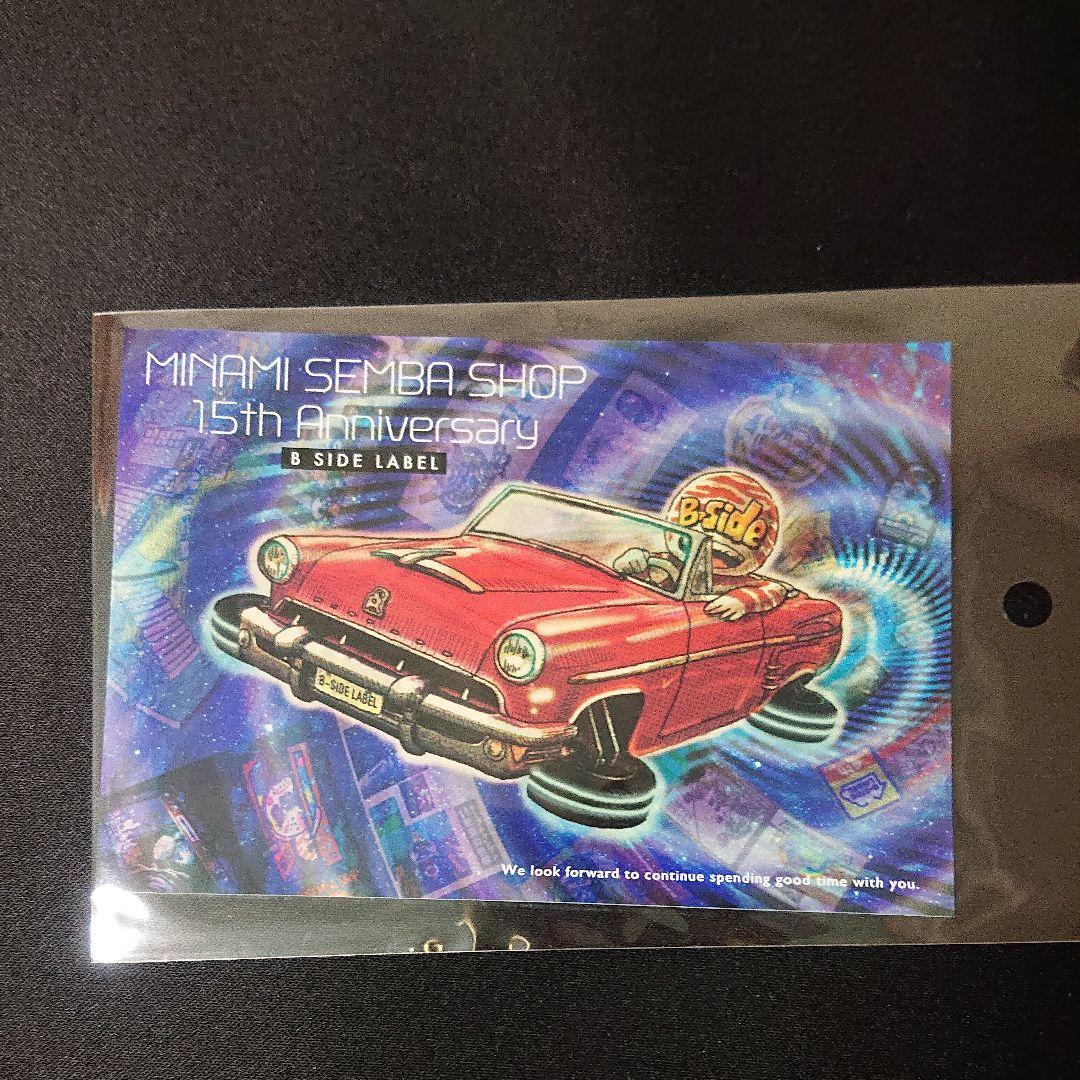 MINAMI SEMBA SHOP
15th Anniversary
B SIDE LABEL
B-Side
B-SIDE LABEL
We look forward to continue spending good time with you.